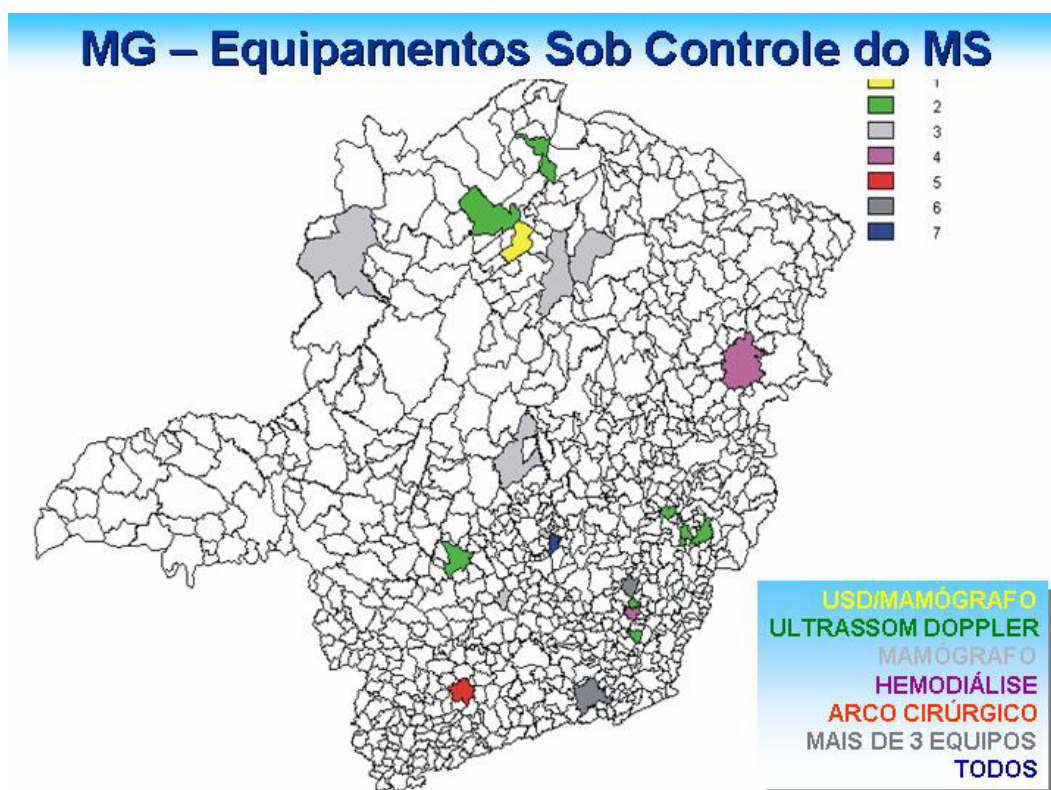 MG – Equipamentos Sob Controle do MS
1
2
3
4
5
6
7
USD/MAMÓGRAFO
ULTRASSOM DOPPLER
MAMÓGRAFO
HEMODIÁLISE
ARCO CIRÚRGICO
MAIS DE 3 EQUIPOS
TODOS